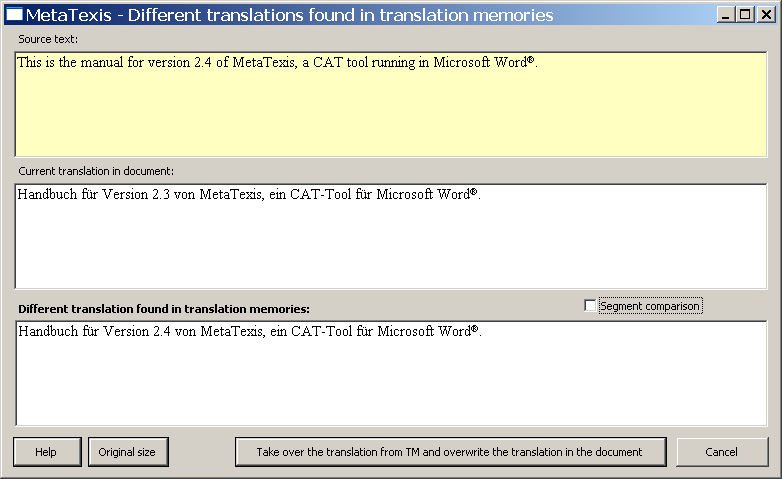 MetaTexis - Different translations found in translation memories
Source text:
This is the manual for version 2.4 of MetaTexis, a CAT tool running in Microsoft Word®.
Current translation in document:
Handbuch für Version 2.3 von MetaTexis, ein CAT-Tool für Microsoft Word®.
Different translation found in translation memories:
Segment comparison
Handbuch für Version 2.4 von MetaTexis, ein CAT-Tool für Microsoft Word®.
Help Original size Take over the translation from TM and overwrite the translation in the document Cancel